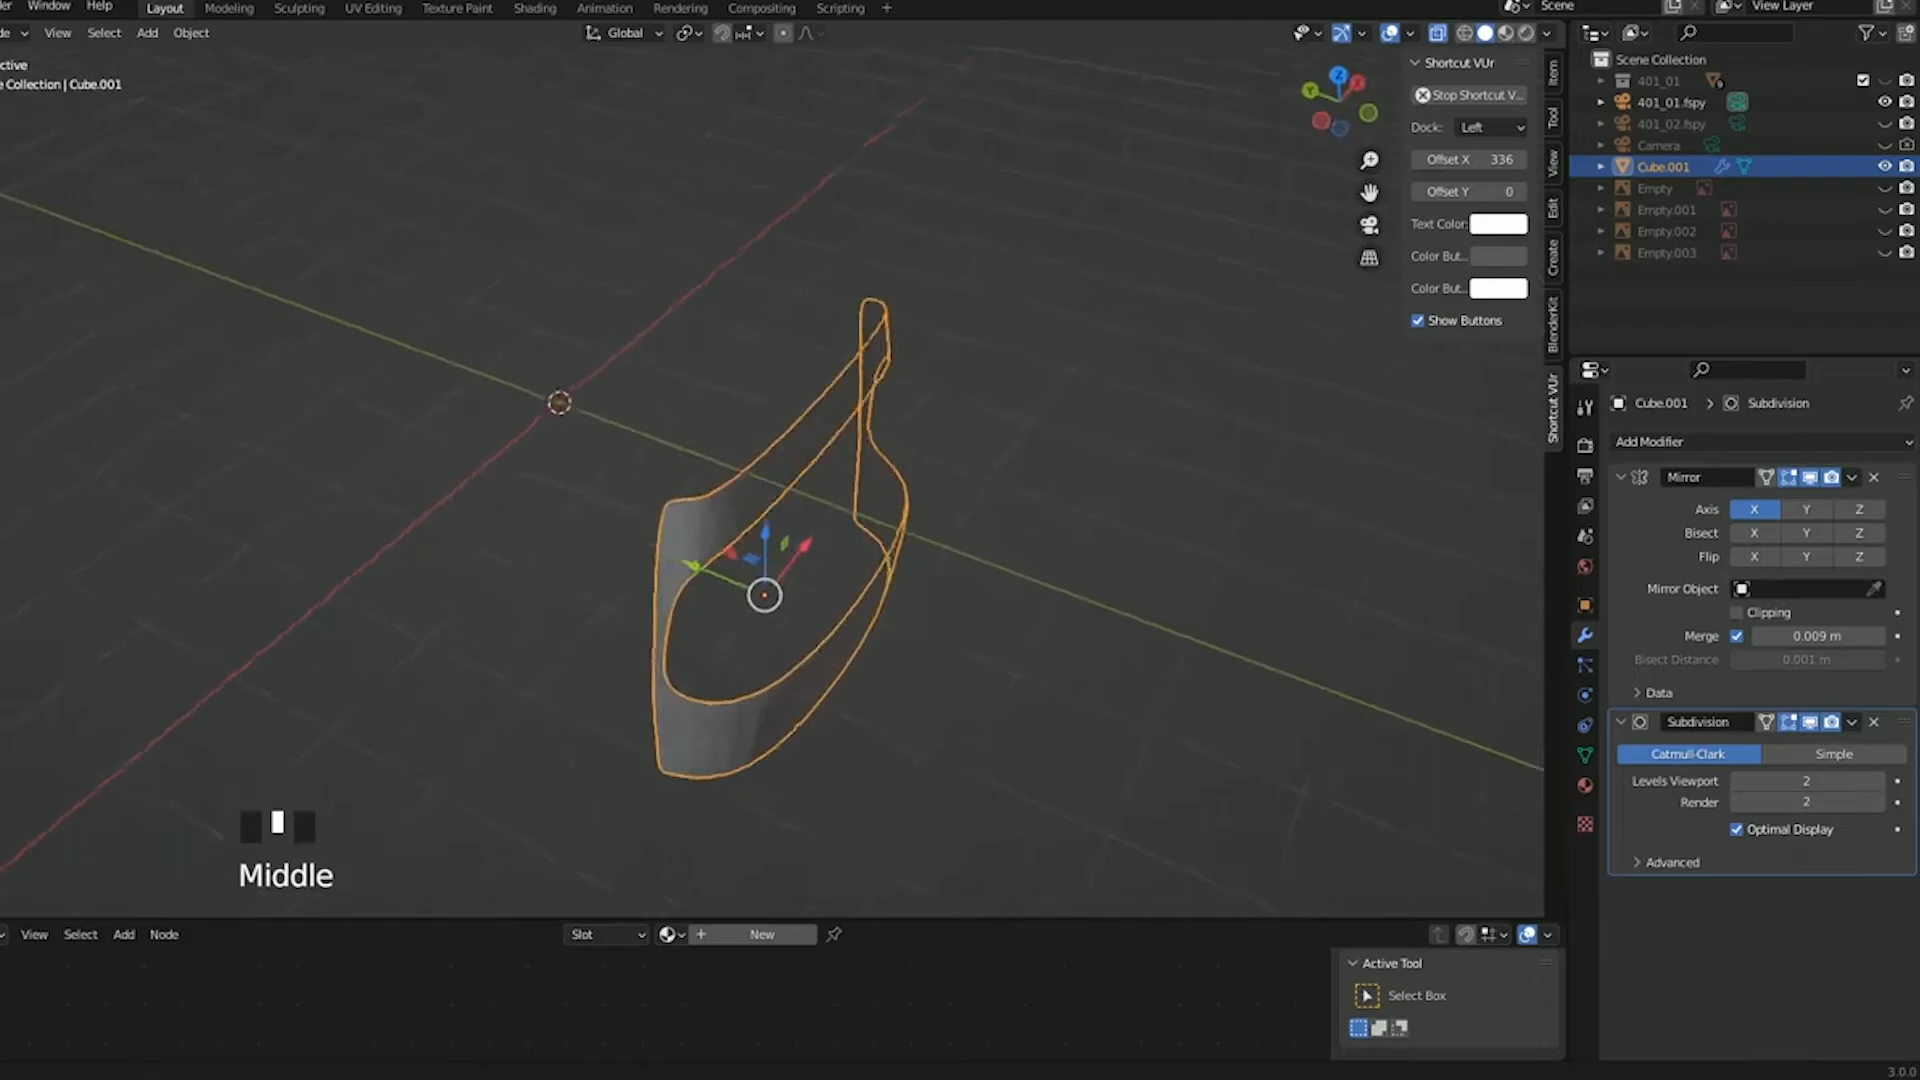 Window Help Layout Modeling Sculpting UV Editing Texture Paint Shading Animation Rendering Compositing Scripting + Scene View Layer
View Select Add Object Global
ctive
Collection | Cube.001
Shortcut VUr
Stop Shortcut V...
Dock: Left
Offset X 336
Offset Y 0
Text Color:
Color But...
Color But...
Show Buttons
Item
Tool
View
Edit
Create
BlenderKit
Shortcut VUr
X
Y
Z
Scene Collection
401_01
401_01.fspy
401_02.fspy
Camera
Cube.001
Empty
Empty.001
Empty.002
Empty.003
Cube.001 > Subdivision
Add Modifier
Mirror
Axis X Y Z
Bisect X Y Z
Flip X Y Z
Mirror Object
Clipping
Merge 0.009 m
Bisect Distance 0.001 m
Data
Subdivision
Catmull-Clark Simple
Levels Viewport 2
Render 2
Optimal Display
Advanced
Middle
View Select Add Node Slot + New
Active Tool
Select Box
3.0.0